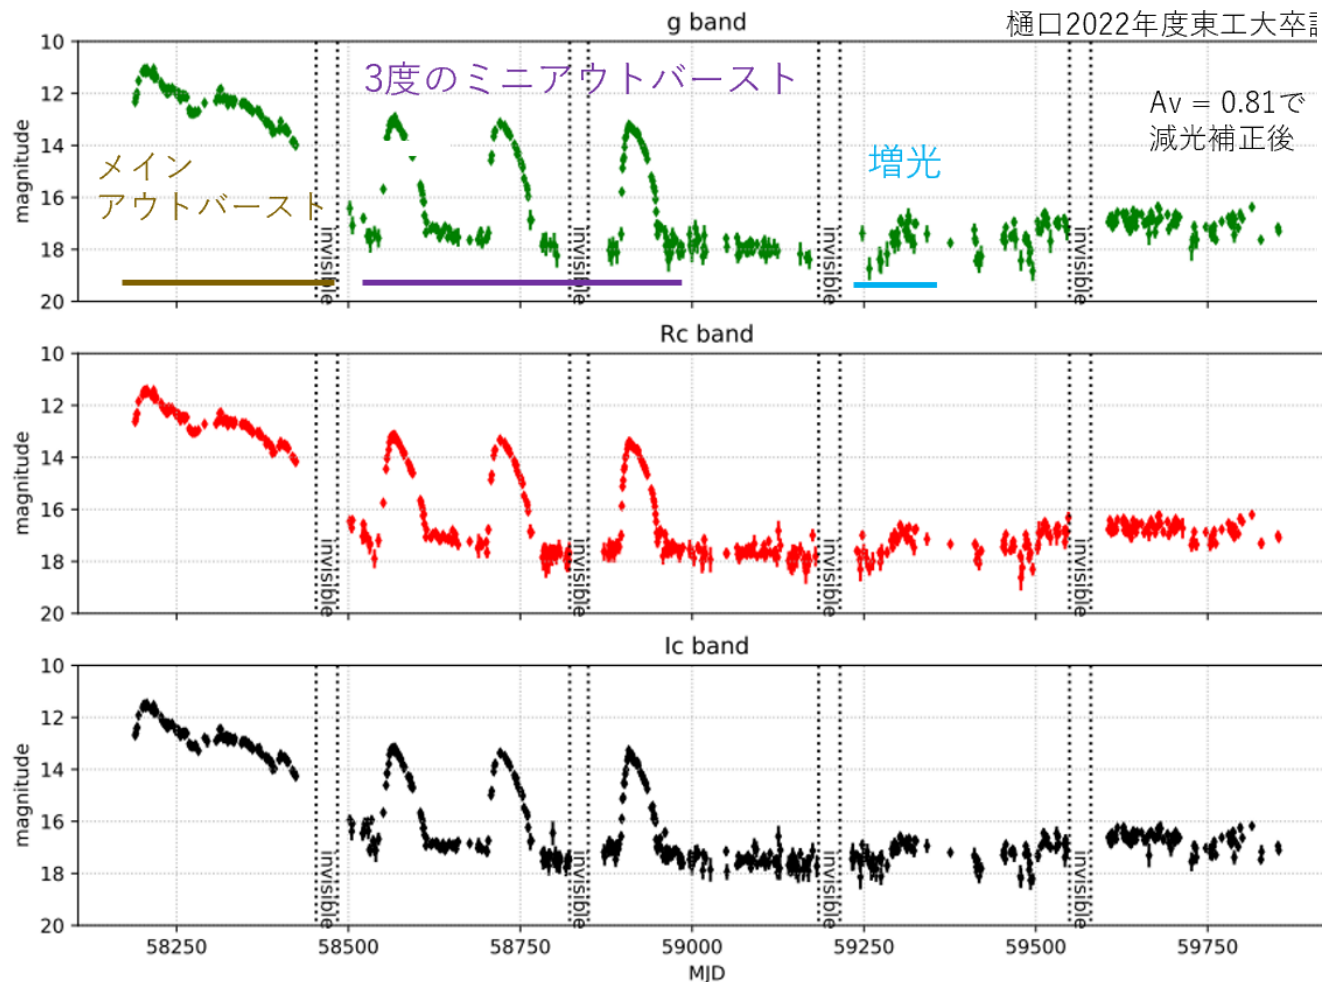 g band
樋口2022年度東工大卒
3度のミニアウトバースト
Av = 0.81で
減光補正後
メイン
アウトバースト
増光
magnitude
10
12
14
16
18
20
invisible
invisible
invisible
invisible
Rc band
magnitude
10
12
14
16
18
20
invisible
invisible
invisible
invisible
Ic band
magnitude
10
12
14
16
18
20
invisible
invisible
invisible
invisible
58250 58500 58750 59000 59250 59500 59750
MJD